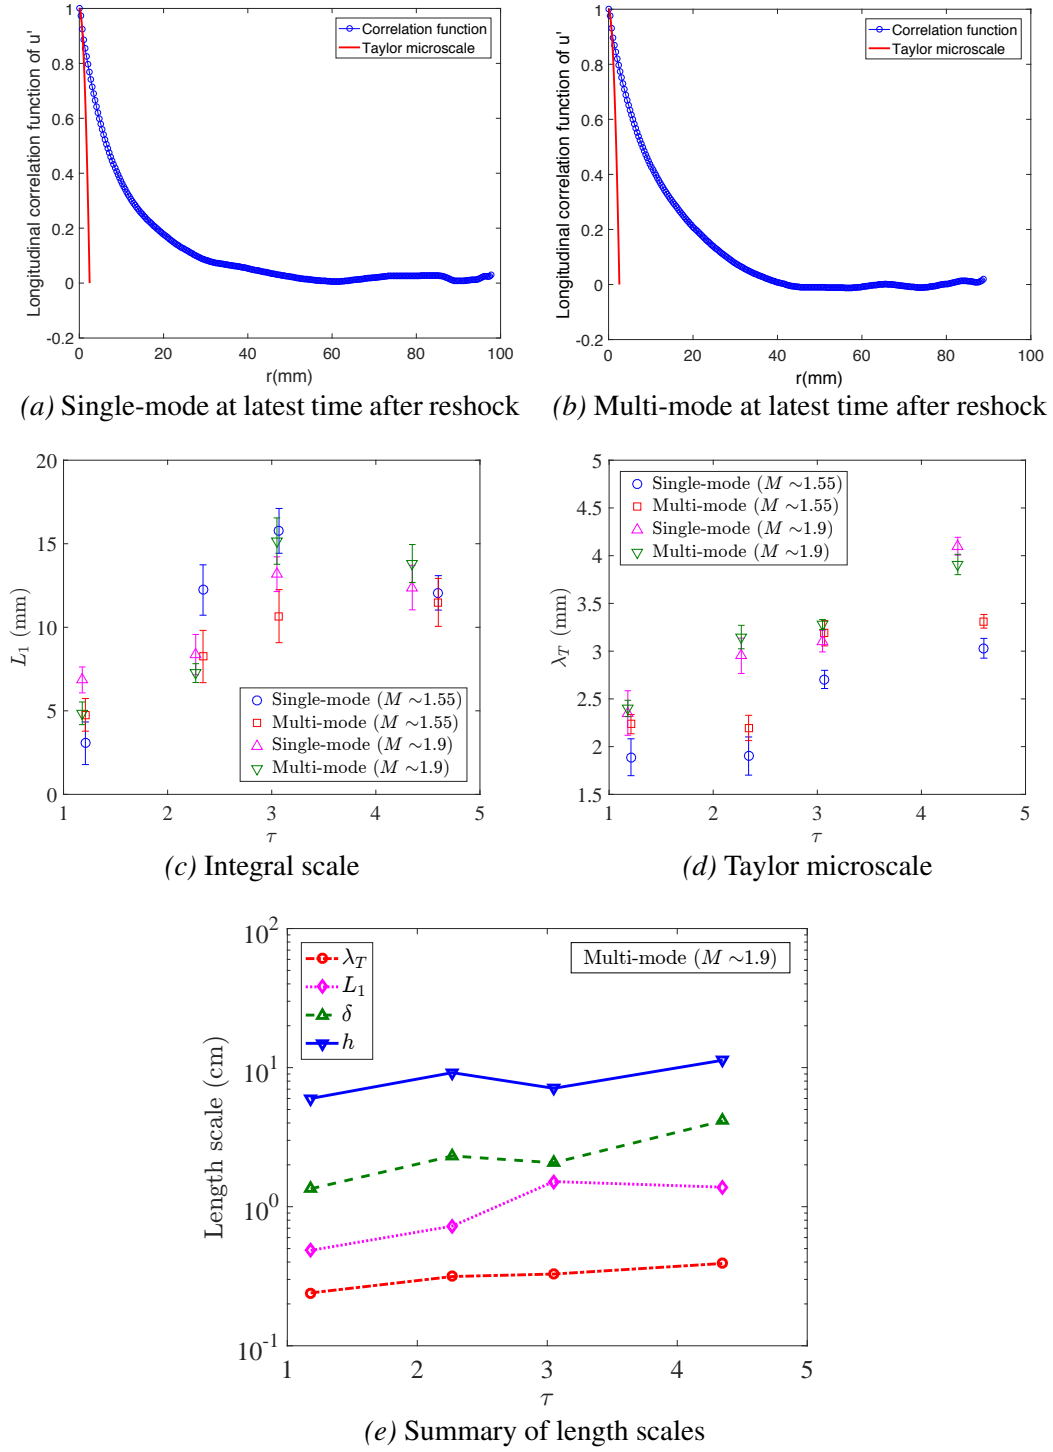 Longitudinal correlation function of u'
1
0.8
0.6
0.4
0.2
0
-0.2
0 20 40 60 80 100
r(mm)
Correlation function
Taylor microscale
(a) Single-mode at latest time after reshock
Longitudinal correlation function of u'
1
0.8
0.6
0.4
0.2
0
-0.2
0 20 40 60 80 100
r(mm)
Correlation function
Taylor microscale
(b) Multi-mode at latest time after reshock
L₁ (mm)
20
15
10
5
0
1 2 3 4 5
τ
Single-mode (M ∼1.55)
Multi-mode (M ∼1.55)
Single-mode (M ∼1.9)
Multi-mode (M ∼1.9)
(c) Integral scale
λ_T (mm)
5
4.5
4
3.5
3
2.5
2
1.5
1 2 3 4 5
τ
Single-mode (M ∼1.55)
Multi-mode (M ∼1.55)
Single-mode (M ∼1.9)
Multi-mode (M ∼1.9)
(d) Taylor microscale
Length scale (cm)
10²
10¹
10⁰
10⁻¹
1 2 3 4 5
τ
λ_T
L₁
δ
h
Multi-mode (M ∼1.9)
(e) Summary of length scales